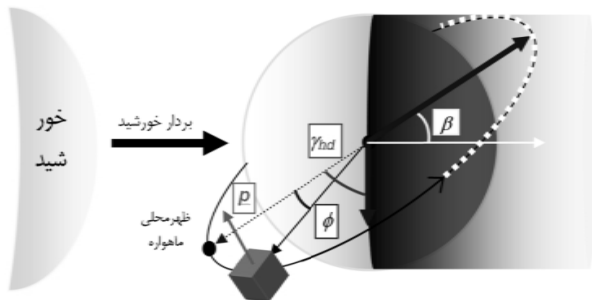 خور
شید
بردار خورشید
β
γhd
p
ϕ
ظهرمحلی
ماهواره